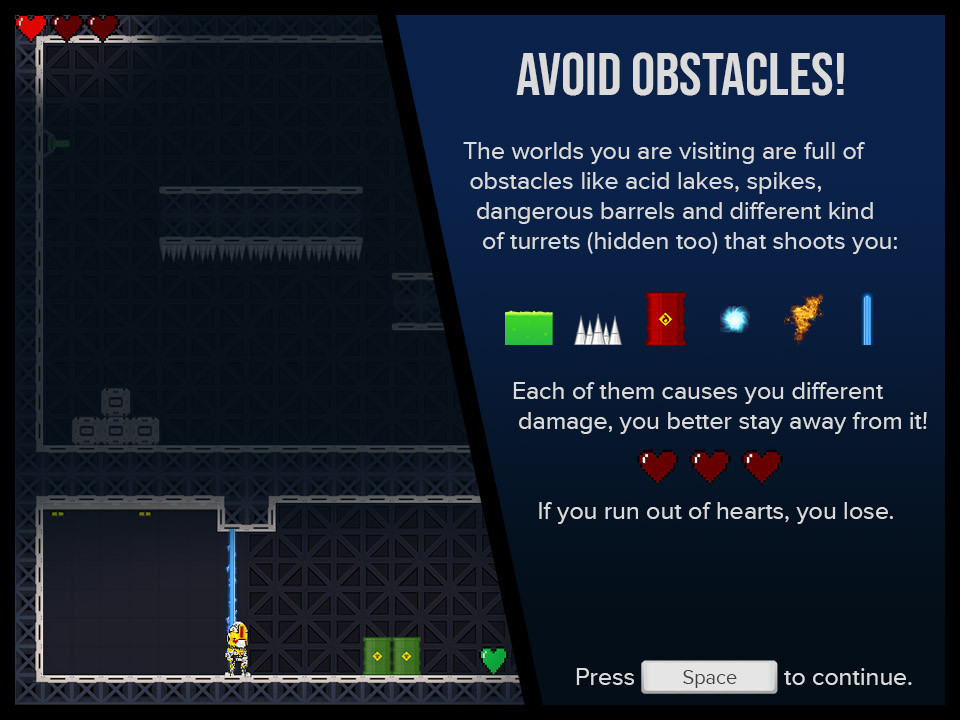 AVOID OBSTACLES!
The worlds you are visiting are full of
obstacles like acid lakes, spikes,
dangerous barrels and different kind
of turrets (hidden too) that shoots you:
Each of them causes you different
damage, you better stay away from it!
If you run out of hearts, you lose.
Press Space to continue.